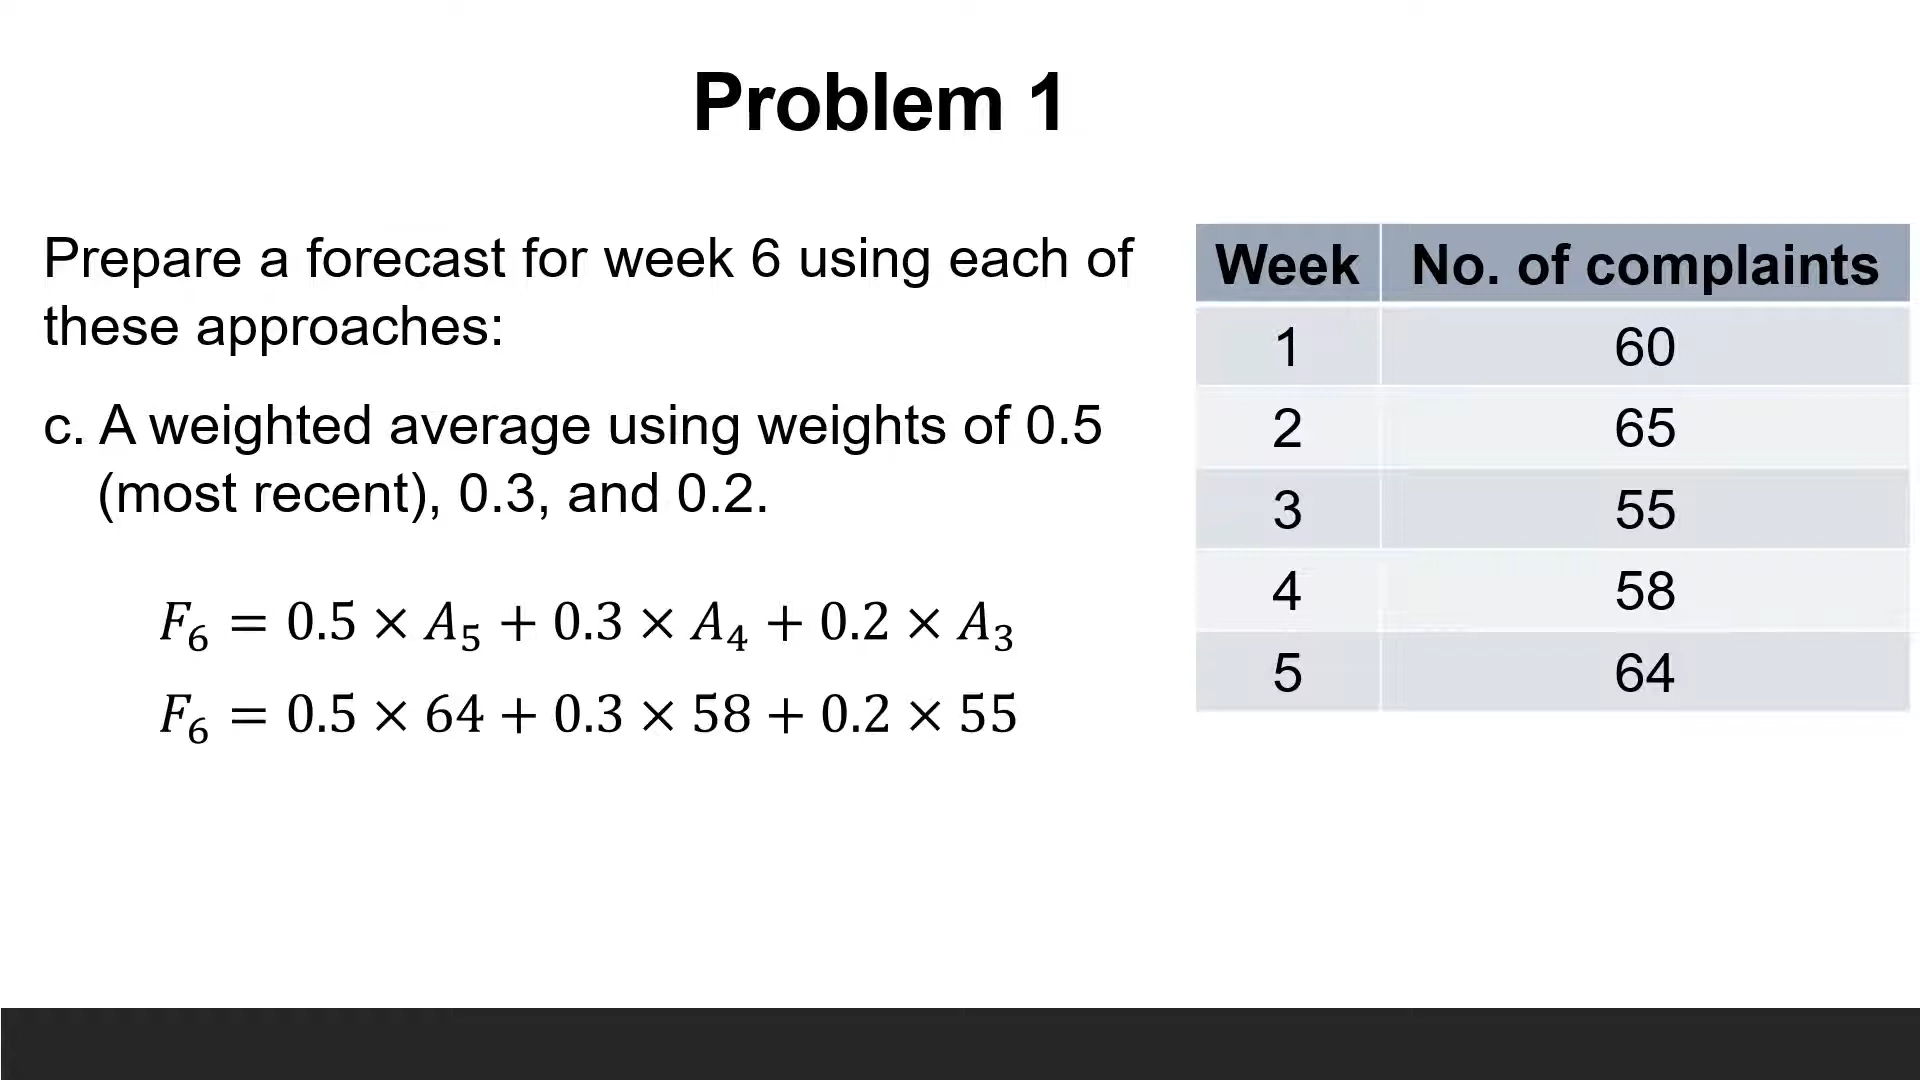 Problem 1
Prepare a forecast for week 6 using each of
these approaches:
c. A weighted average using weights of 0.5
(most recent), 0.3, and 0.2.
F₆ = 0.5 × A₅ + 0.3 × A₄ + 0.2 × A₃
F₆ = 0.5 × 64 + 0.3 × 58 + 0.2 × 55
Week No. of complaints
1 60
2 65
3 55
4 58
5 64